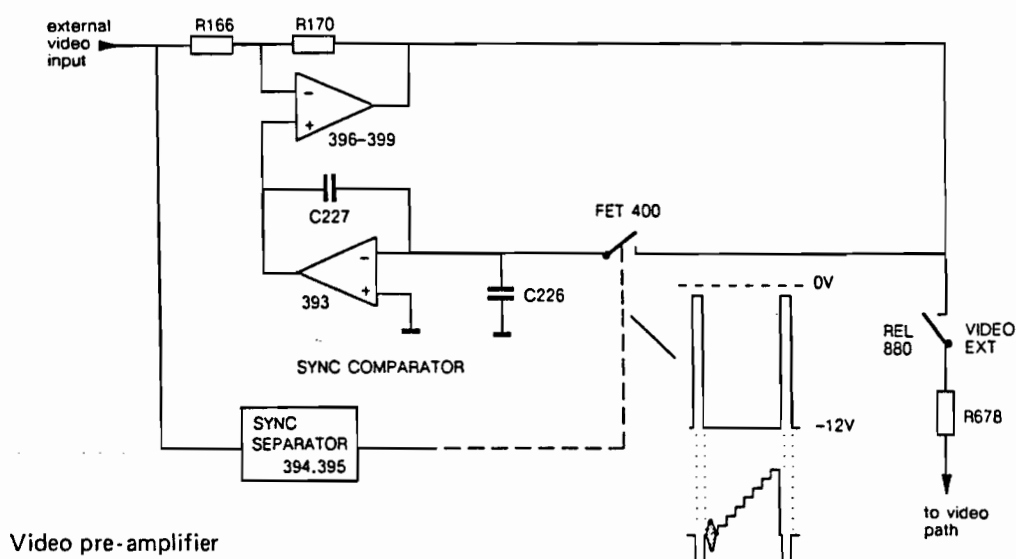 external
video
input
R166
R170
-
+
396-399
C227
FET 400
-
+
393
C226
0V
SYNC COMPARATOR
REL
880
VIDEO
EXT
SYNC
SEPARATOR
394.395
-12V
R678
to video
path
Video pre-amplifier